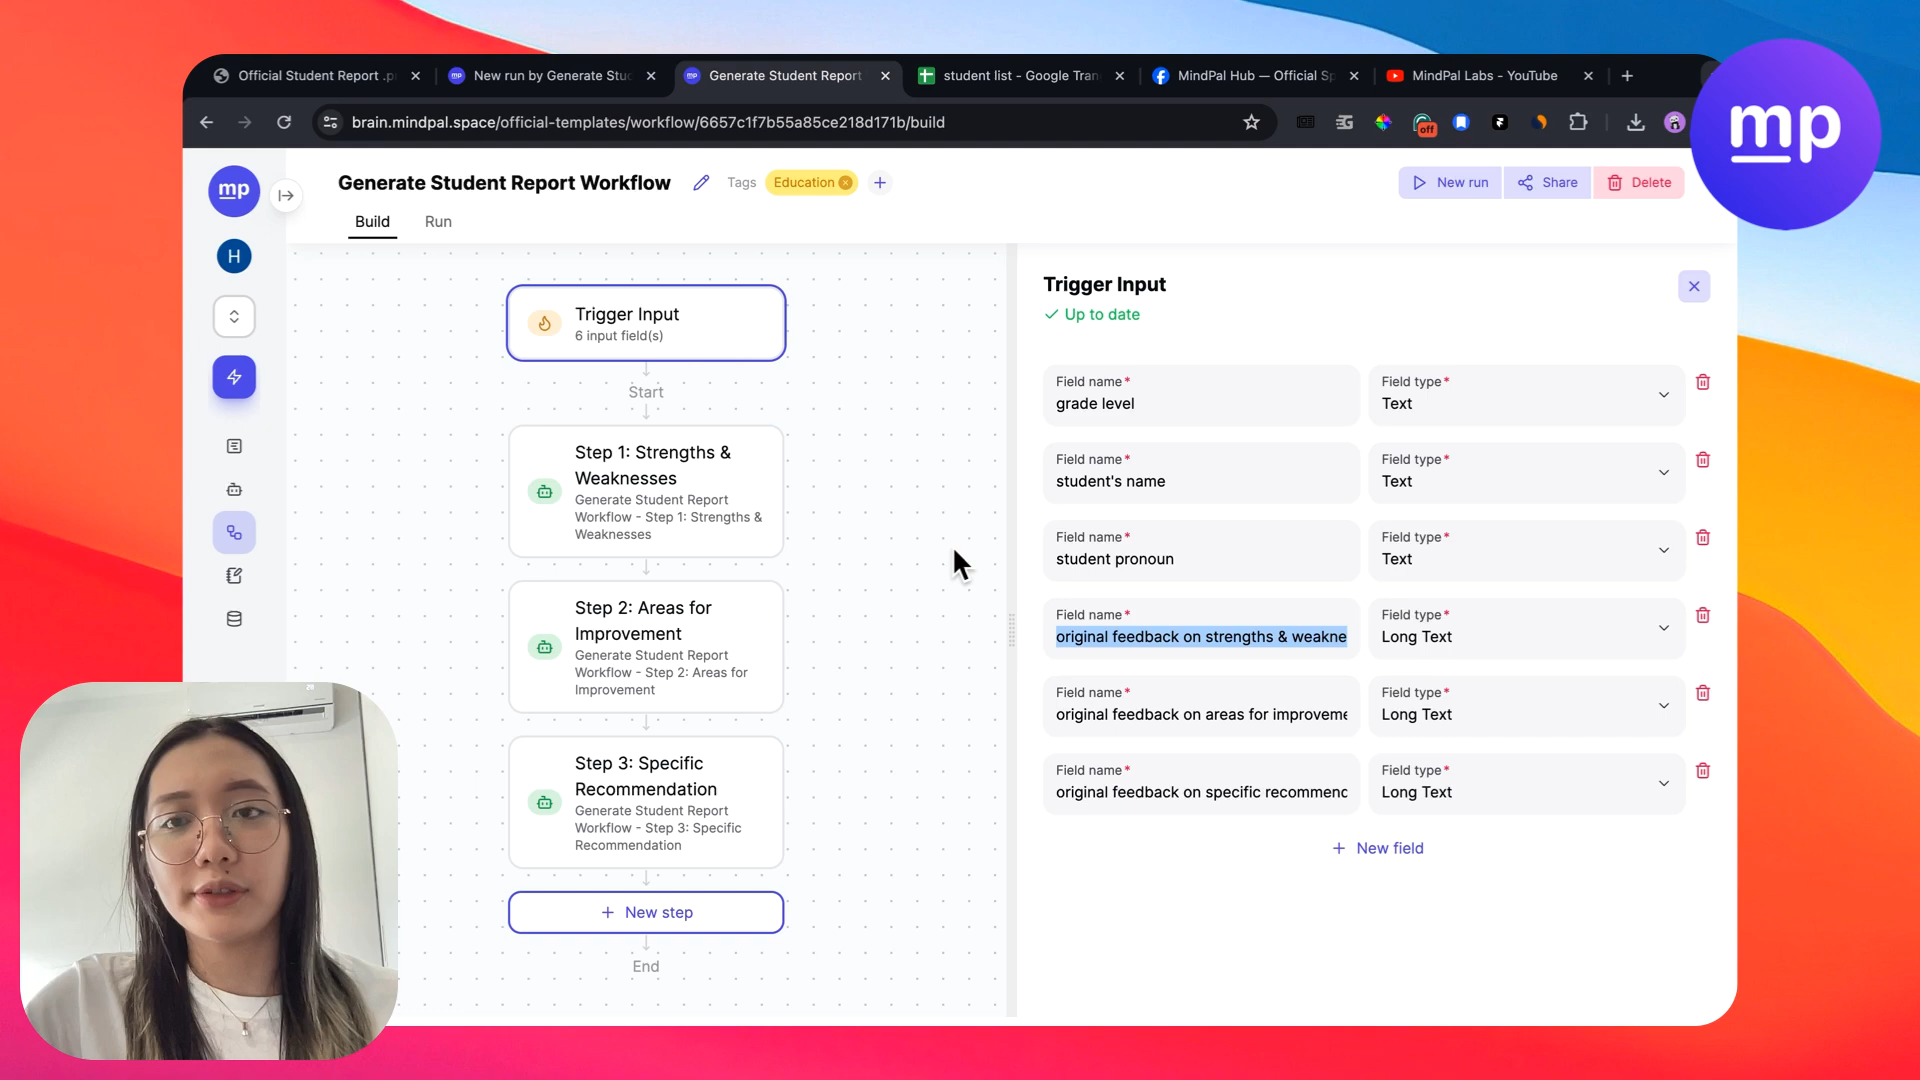 Official Student Report .p
New run by Generate Stu
Generate Student Report
student list - Google Tran
MindPal Hub — Official Sp
MindPal Labs - YouTube
brain.mindpal.space/official-templates/workflow/6657c1f7b55a85ce218d171b/build
off
mp
mp
H
Generate Student Report Workflow
Tags
Education
New run
Share
Delete
Build
Run
Trigger Input
6 input field(s)
Start
Step 1: Strengths &
Weaknesses
Generate Student Report
Workflow - Step 1: Strengths &
Weaknesses
Step 2: Areas for
Improvement
Generate Student Report
Workflow - Step 2: Areas for
Improvement
Step 3: Specific
Recommendation
Generate Student Report
Workflow - Step 3: Specific
Recommendation
+ New step
End
Trigger Input
Up to date
Field name*
grade level
Field type*
Text
Field name*
student's name
Field type*
Text
Field name*
student pronoun
Field type*
Text
Field name*
original feedback on strengths & weakne
Field type*
Long Text
Field name*
original feedback on areas for improveme
Field type*
Long Text
Field name*
original feedback on specific recommenc
Field type*
Long Text
+ New field